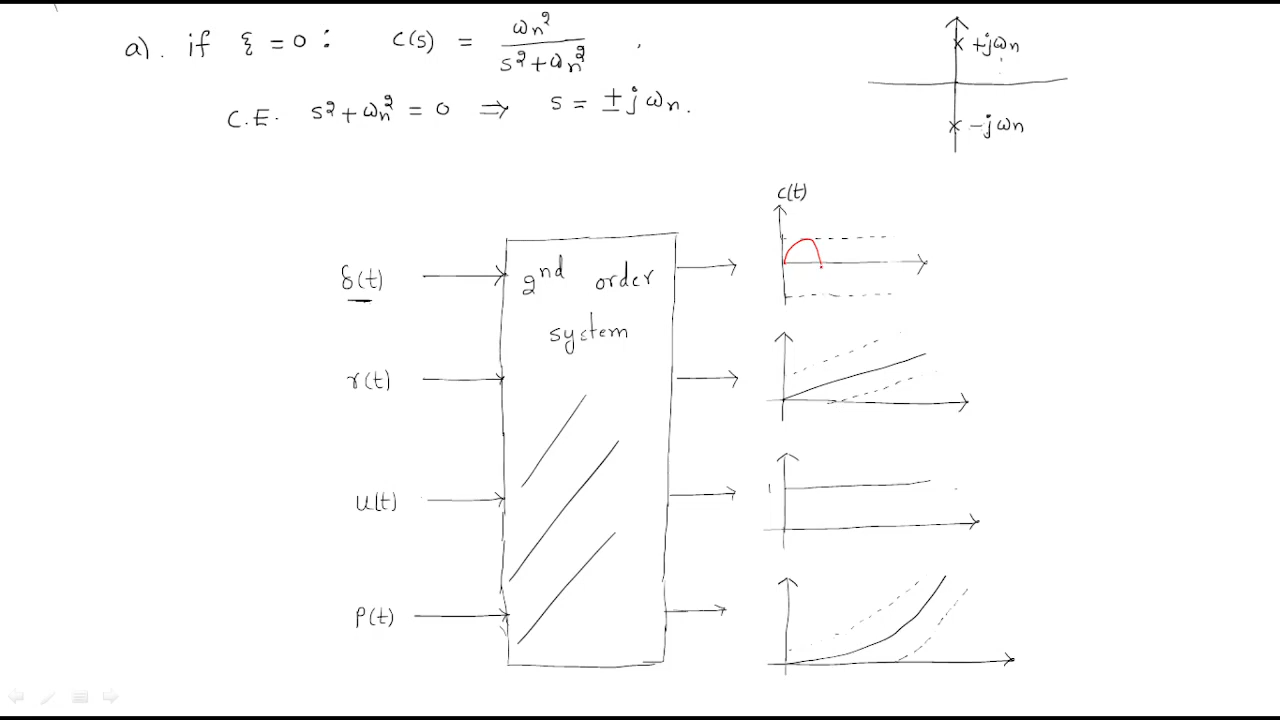 a). if ξ = 0 : C(s) = ωn² / (s² + ωn²) .
C.E. s² + ωn² = 0 ⇒ s = ± j ωn.
+jωn
-jωn
c(t)
δ(t)
2nd order
system
r(t)
u(t)
1
p(t)